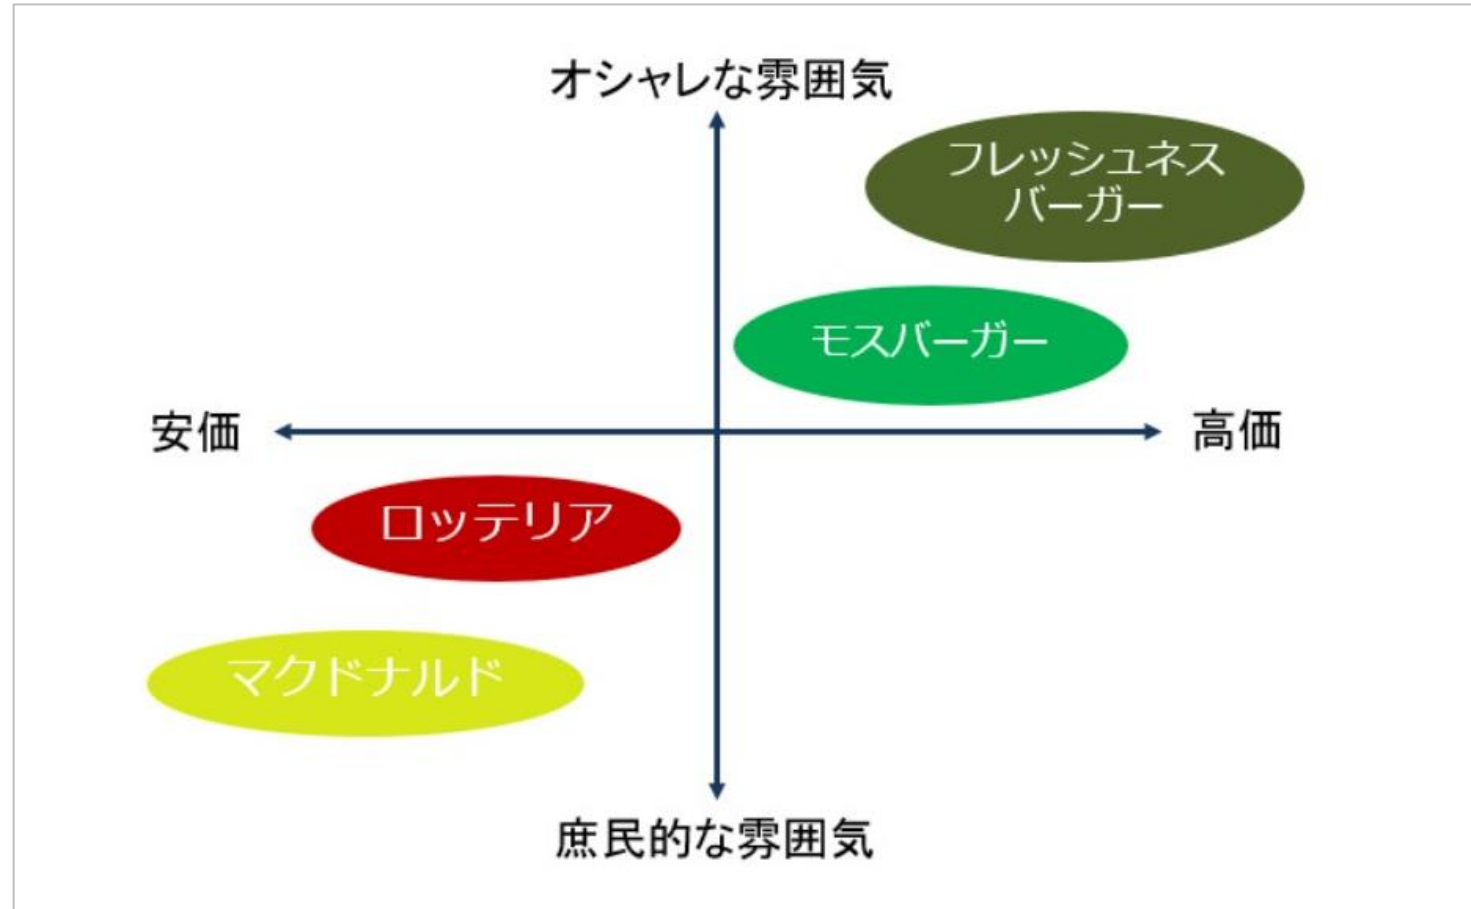 オシャレな雰囲気
フレッシュネス
バーガー
モスバーガー
安価
高価
ロッテリア
マクドナルド
庶民的な雰囲気